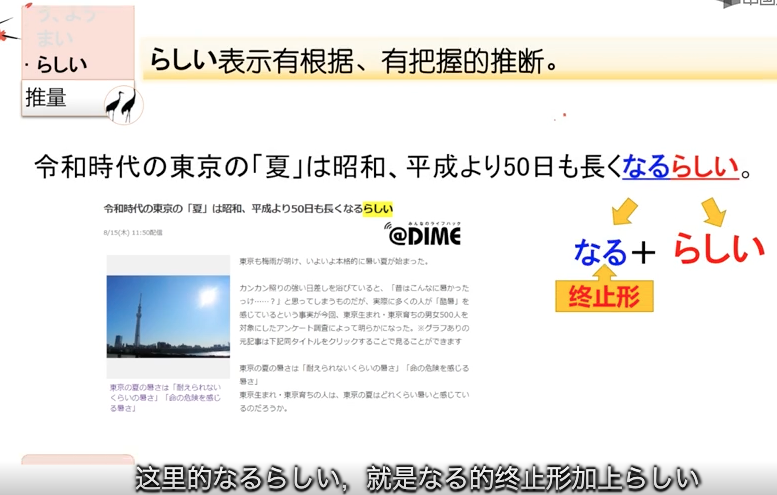 う、よう
まい
・らしい
推量
らしい表示有根据、有把握的推断。
令和時代の東京の「夏」は昭和、平成より50日も長くなるらしい。
令和時代の東京の「夏」は昭和、平成より50日も長くなるらしい
8/15(木) 11:50配信
みんなのライフハック
@DIME
なる+らしい
终止形
東京も梅雨が明け、いよいよ本格的に暑い夏が始まった。
カンカン照りの強い日差しを浴びていると、「昔はこんなに暑かった
っけ……?」と思ってしまうものだが、実際に多くの人が「酷暑」を
感じているという事実が今回、東京生まれ・東京育ちの男女500人を
対象にしたアンケート調査によって明らかになった。※グラフありの
元記事は下記同タイトルをクリックすることで見ることができます
東京の夏の暑さは「耐えられないくらいの暑さ」「命の危険を感じる
暑さ」
東京生まれ・東京育ちの人は、東京の夏はどれくらい暑いと感じてい
るのだろうか。
東京の夏の暑さは「耐えられない
くらいの暑さ」「命の危険を感じ
る暑さ」
这里的なるらしい，就是なる的终止形加上らしい